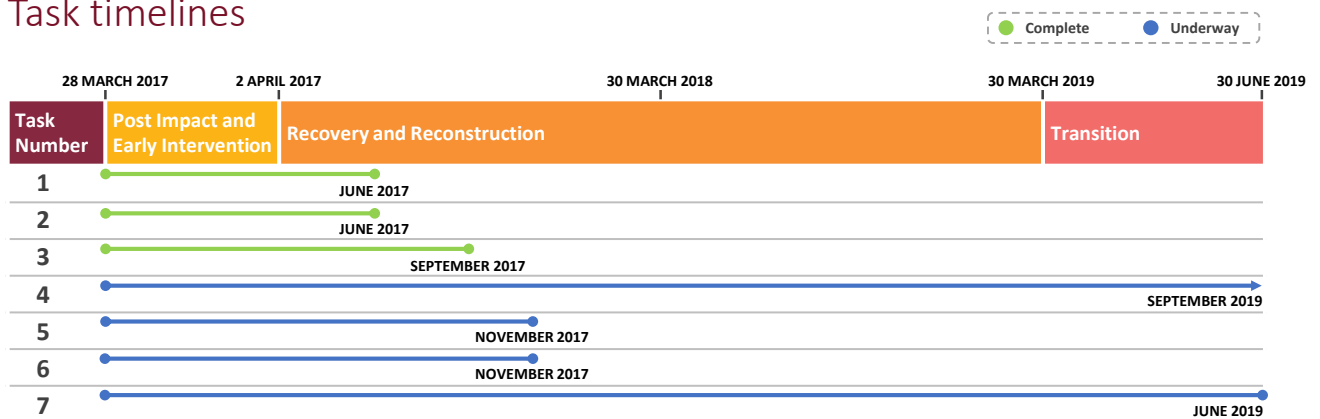 Task timelines
Complete
Underway
28 MARCH 2017
2 APRIL 2017
30 MARCH 2018
30 MARCH 2019
30 JUNE 2019
Task
Number
Post Impact and
Early Intervention
Recovery and Reconstruction
Transition
1
JUNE 2017
2
JUNE 2017
3
SEPTEMBER 2017
4
SEPTEMBER 2019
5
NOVEMBER 2017
6
NOVEMBER 2017
7
JUNE 2019